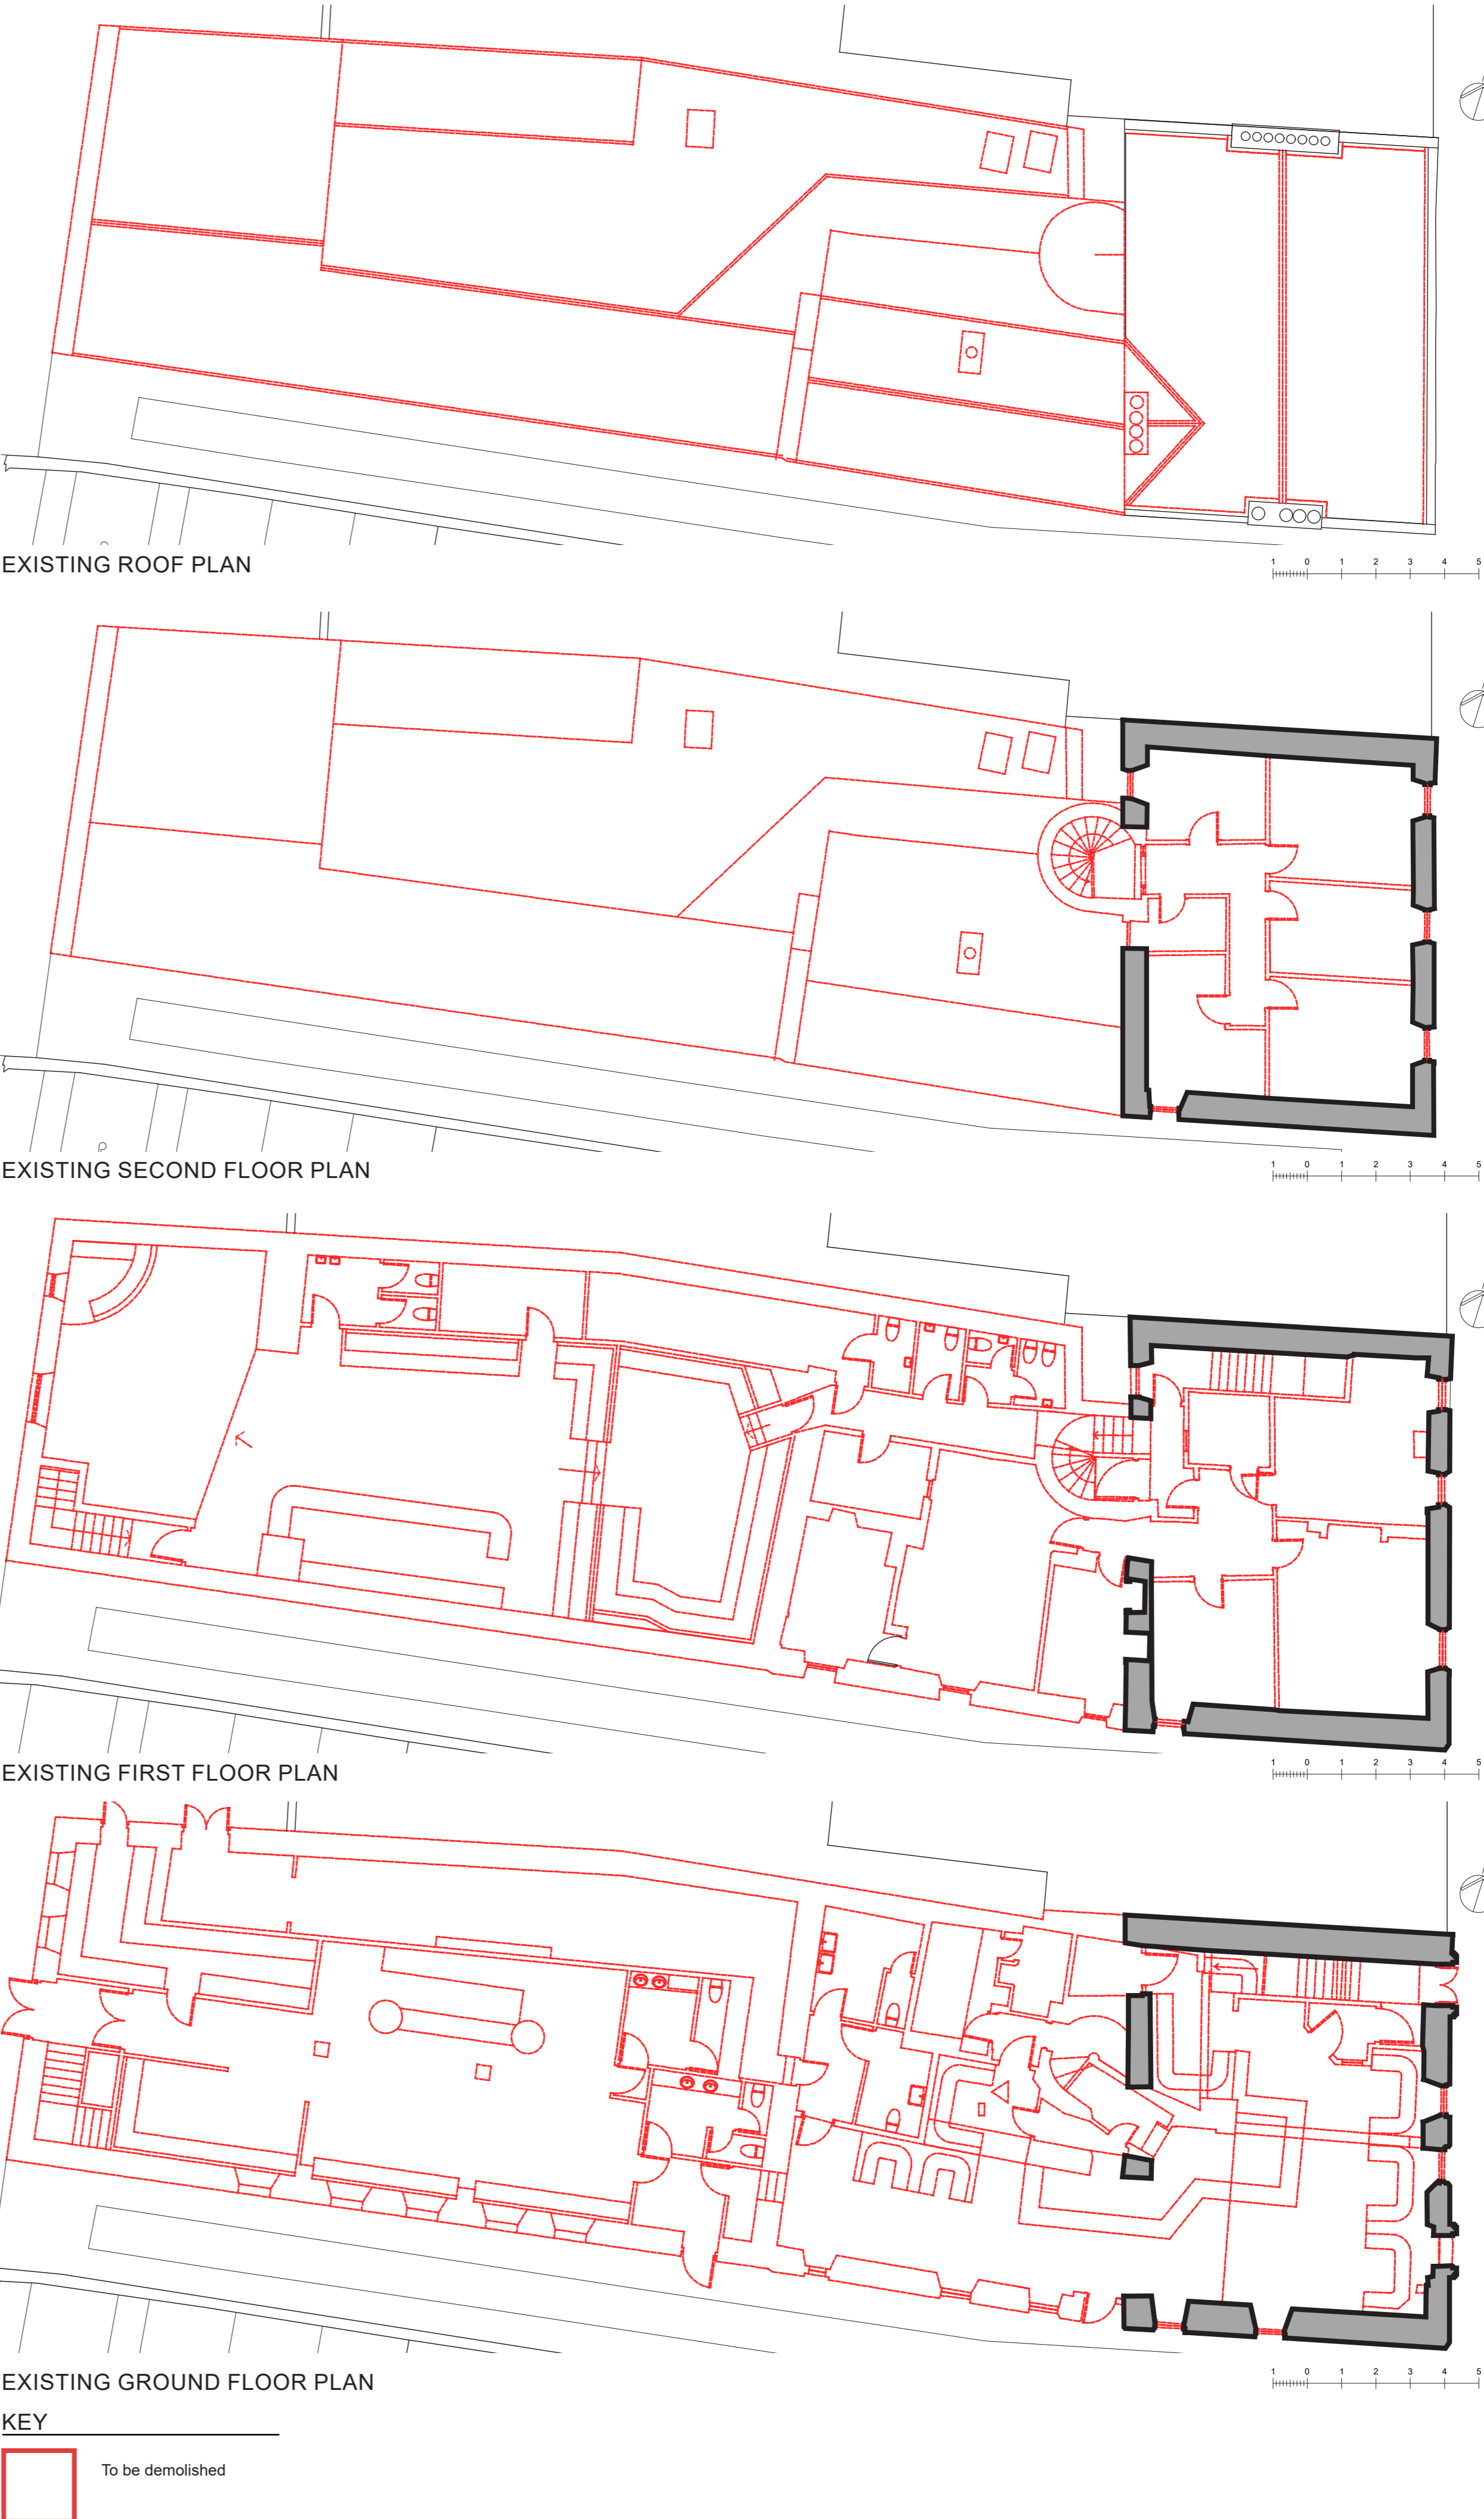 EXISTING ROOF PLAN
1 0 1 2 3 4 5
EXISTING SECOND FLOOR PLAN
1 0 1 2 3 4 5
EXISTING FIRST FLOOR PLAN
1 0 1 2 3 4 5
EXISTING GROUND FLOOR PLAN
1 0 1 2 3 4 5
KEY
To be demolished